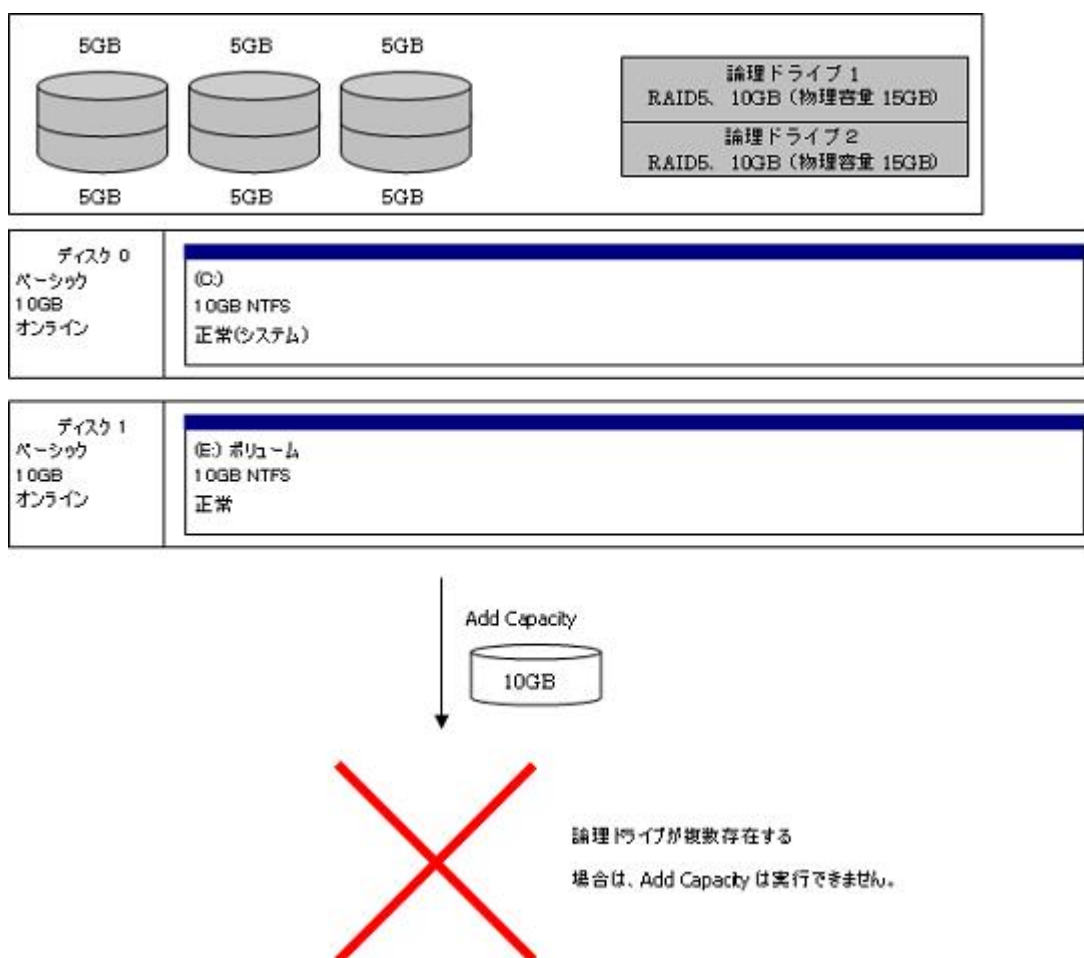 5GB 5GB 5GB
5GB 5GB 5GB
論理ドライブ 1
RAID5、 10GB(物理容量 15GB)
論理ドライブ 2
RAID5、 10GB(物理容量 15GB)
ディスク 0
ベーシック
10GB
オンライン
(C:)
10GB NTFS
正常(システム)
ディスク 1
ベーシック
10GB
オンライン
(E:) ボリューム
10GB NTFS
正常
Add Capacity
10GB
論理ドライブが複数存在する
場合は、Add Capacity は実行できません。